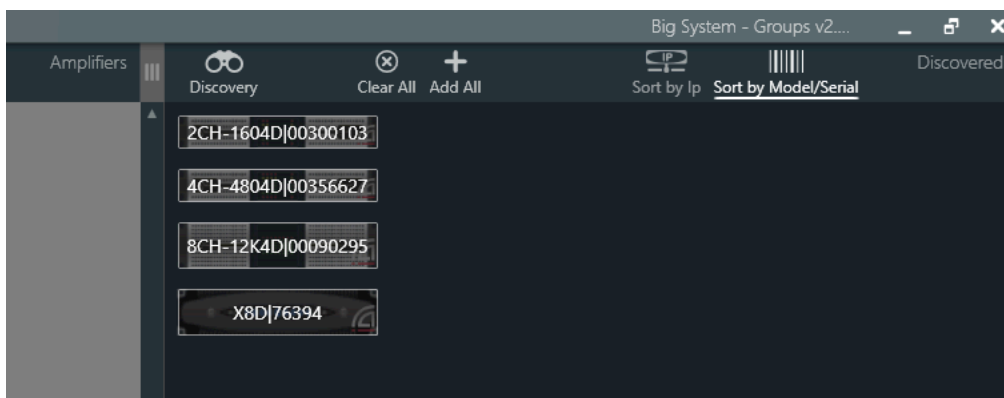 Big System - Groups v2....
Amplifiers
Discovery
Clear All
Add All
IP
Sort by Ip
Sort by Model/Serial
Discovered
2CH-1604D|00300103
4CH-4804D|00356627
8CH-12K4D|00090295
X8D|76394